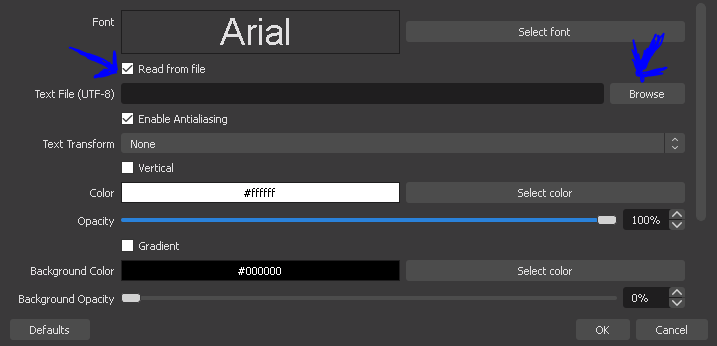 Font
Arial
Select font
Read from file
Text File (UTF-8)
Browse
Enable Antialiasing
Text Transform
None
Vertical
Color
#ffffff
Select color
Opacity
100%
Gradient
Background Color
#000000
Select color
Background Opacity
0%
Defaults
OK
Cancel